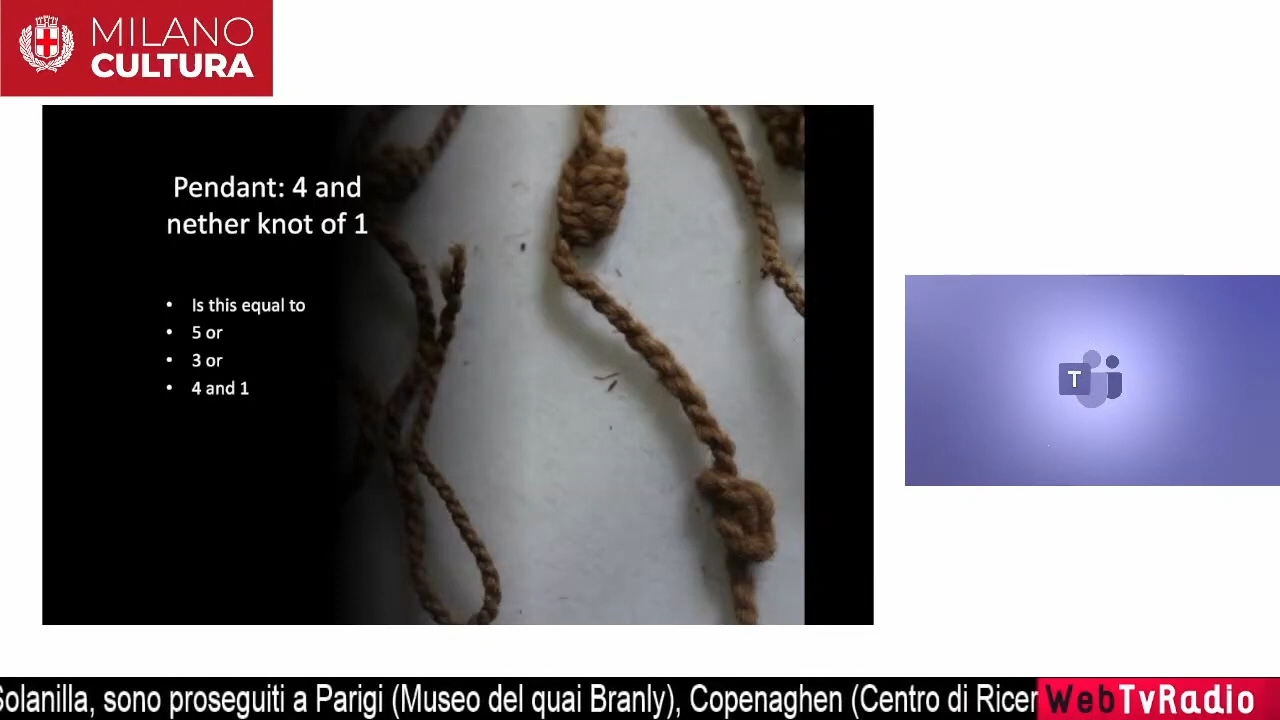 MILANO
CULTURA
Pendant: 4 and
nether knot of 1
• Is this equal to
• 5 or
• 3 or
• 4 and 1
T
Solanilla, sono proseguiti a Parigi (Museo del quai Branly), Copenaghen (Centro di Ricer
WebTvRadio